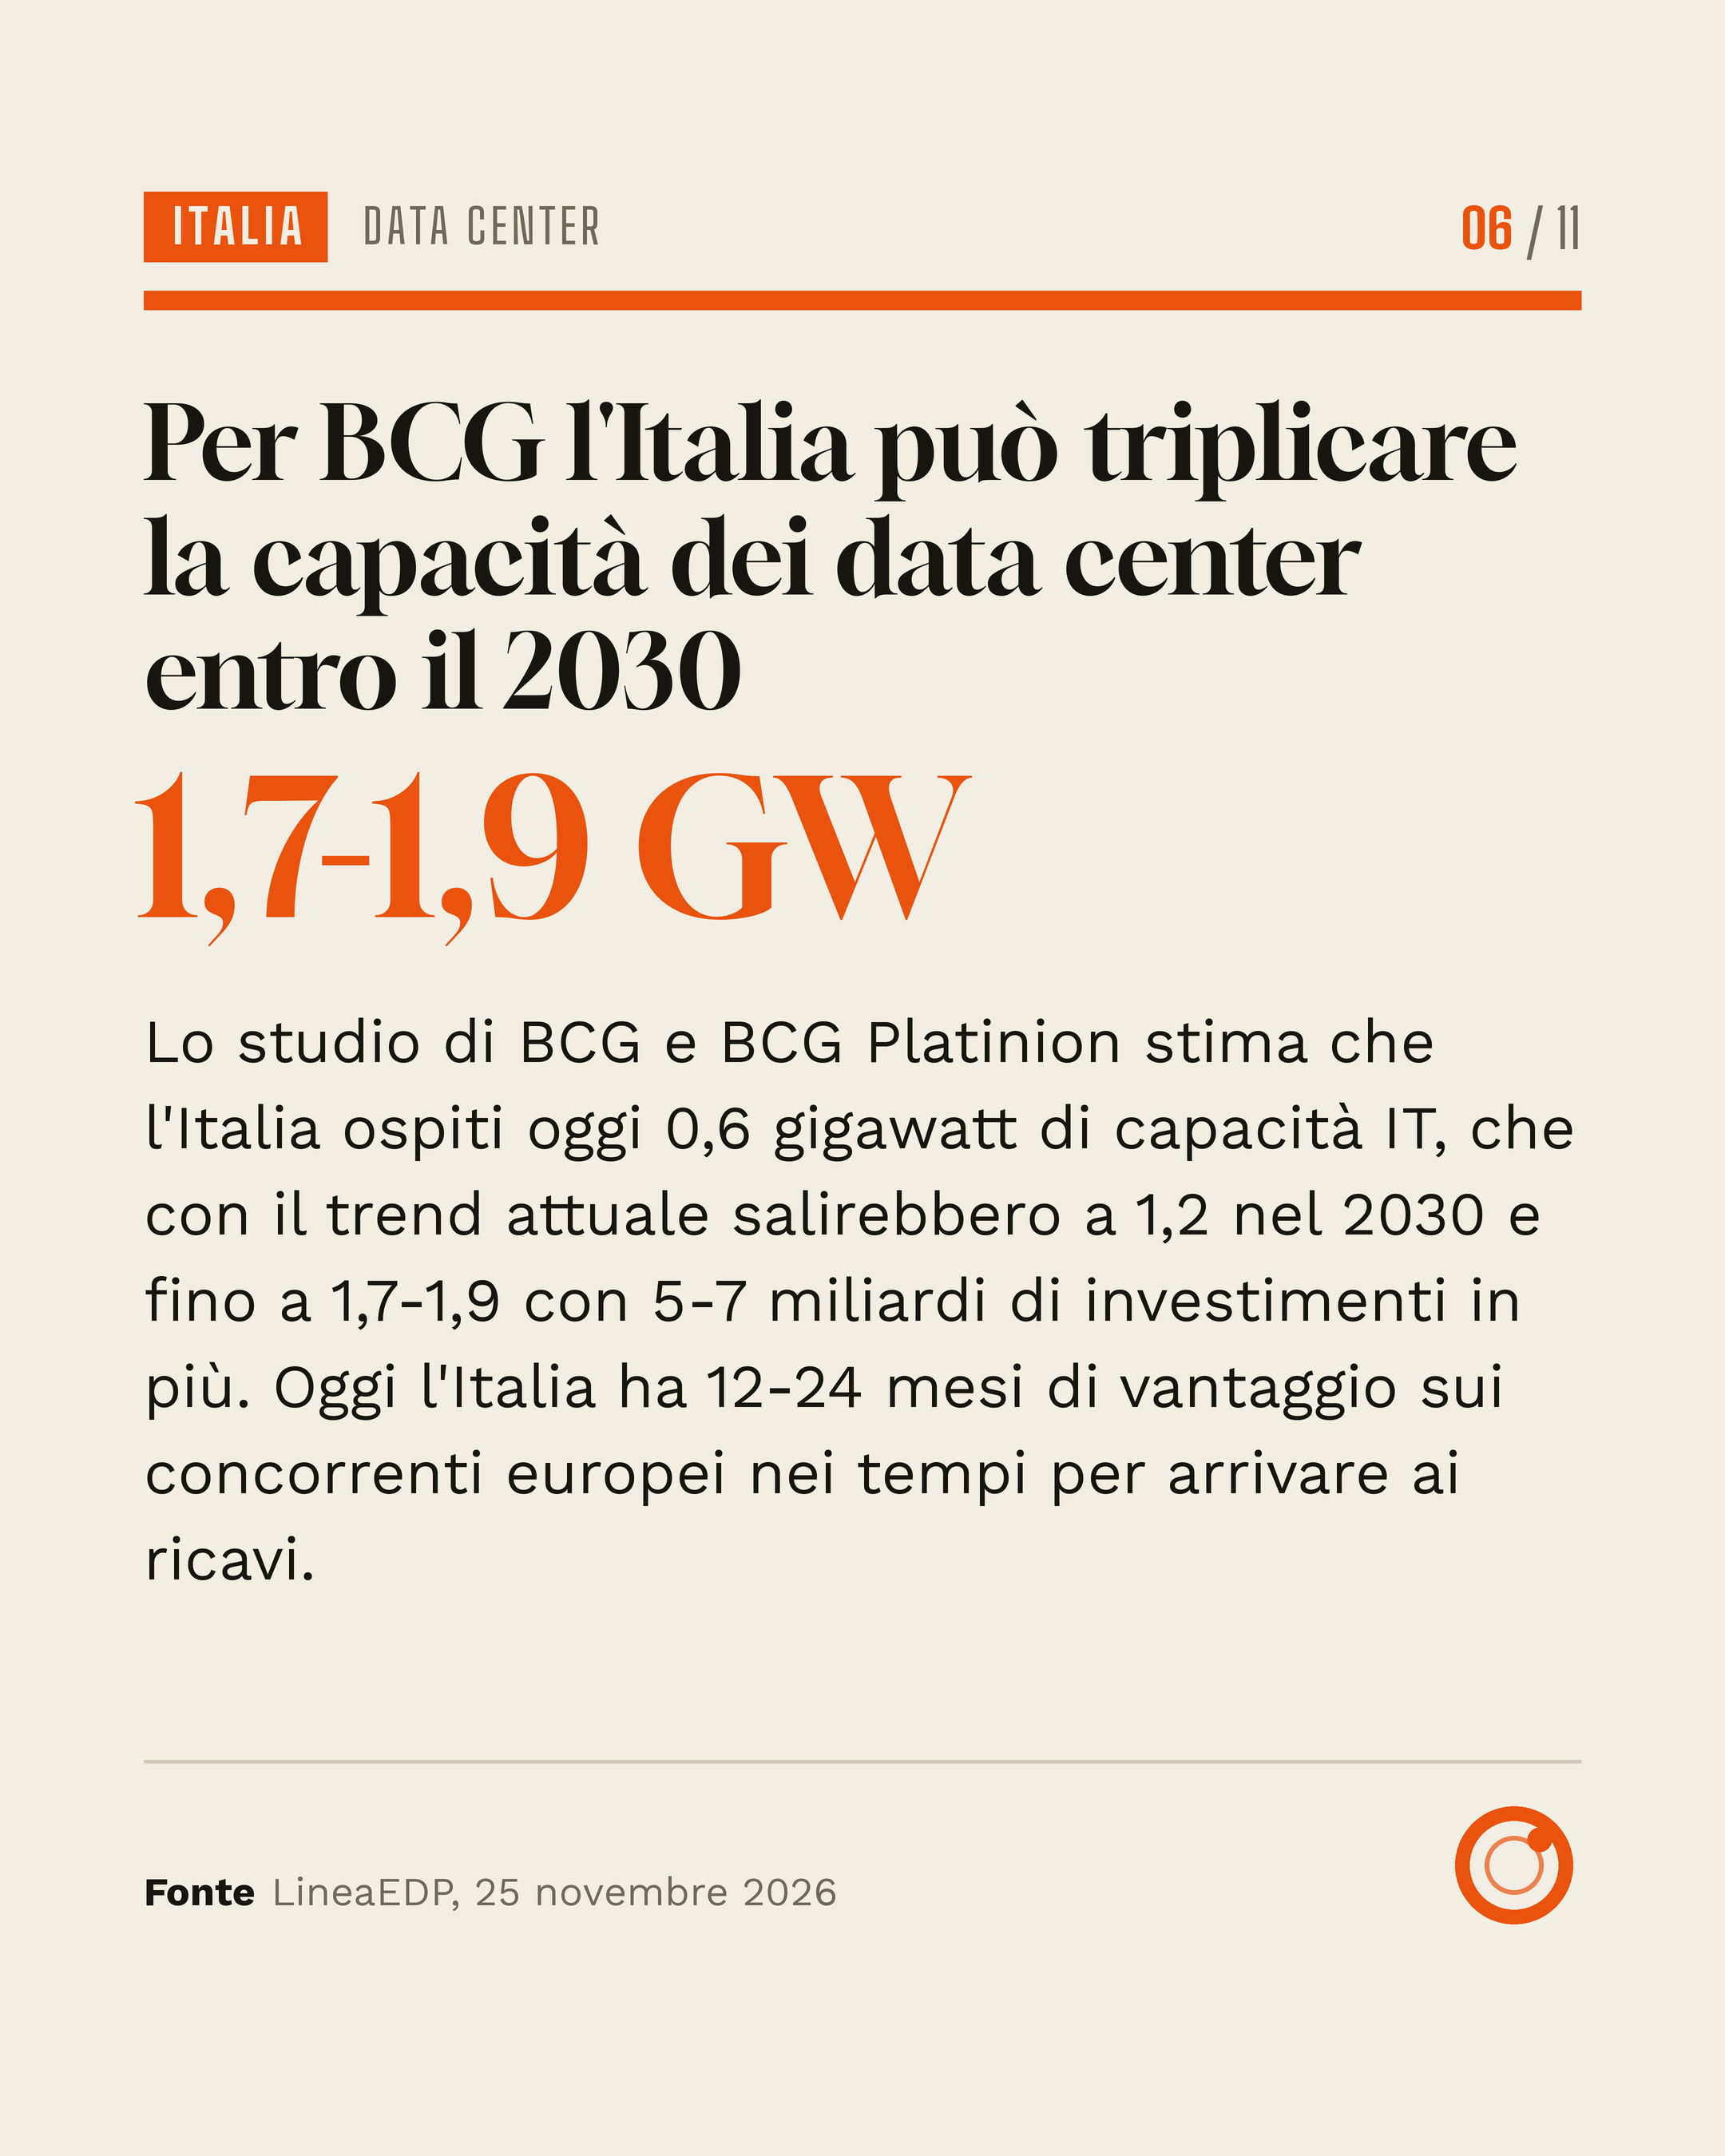 ITALIA DATA CENTER 06 / 11
Per BCG l'Italia può triplicare
la capacità dei data center
entro il 2030
1,7-1,9 GW
Lo studio di BCG e BCG Platinion stima che
l'Italia ospiti oggi 0,6 gigawatt di capacità IT, che
con il trend attuale salirebbero a 1,2 nel 2030 e
fino a 1,7-1,9 con 5-7 miliardi di investimenti in
più. Oggi l'Italia ha 12-24 mesi di vantaggio sui
concorrenti europei nei tempi per arrivare ai
ricavi.
Fonte LineaEDP, 25 novembre 2026